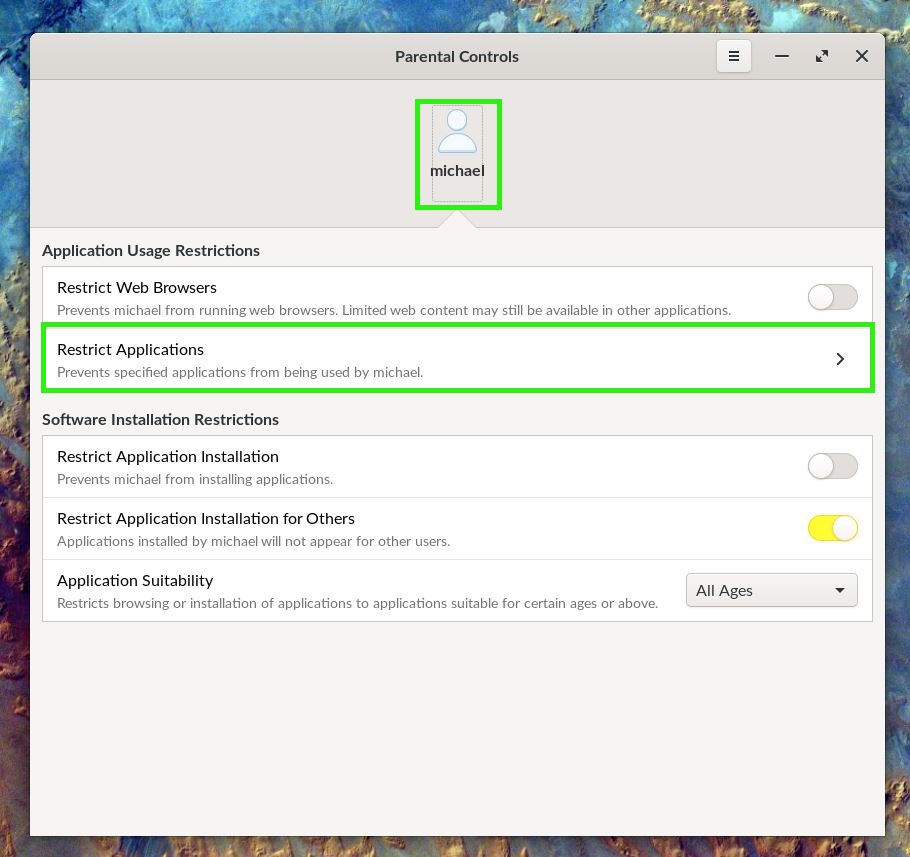 Parental Controls
michael
Application Usage Restrictions
Restrict Web Browsers
Prevents michael from running web browsers. Limited web content may still be available in other applications.
Restrict Applications
Prevents specified applications from being used by michael.
Software Installation Restrictions
Restrict Application Installation
Prevents michael from installing applications.
Restrict Application Installation for Others
Applications installed by michael will not appear for other users.
Application Suitability
Restricts browsing or installation of applications to applications suitable for certain ages or above.
All Ages